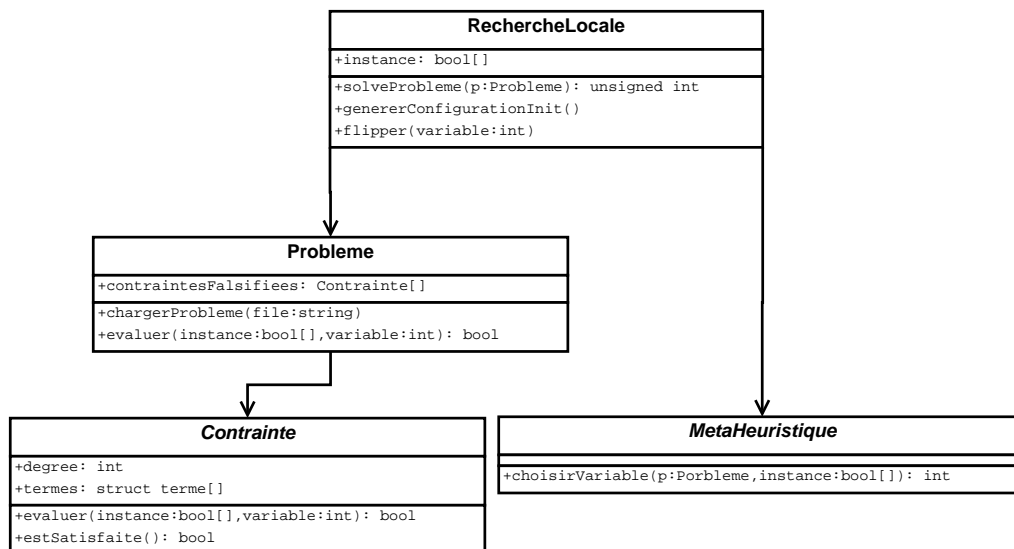 RechercheLocale
+instance: bool[]
+solveProbleme(p:Probleme): unsigned int
+genererConfigurationInit()
+flipper(variable:int)
Probleme
+contraintesFalsifiees: Contrainte[]
+chargerProbleme(file:string)
+evaluer(instance:bool[],variable:int): bool
Contrainte
+degree: int
+termes: struct terme[]
+evaluer(instance:bool[],variable:int): bool
+estSatisfaite(): bool
MetaHeuristique
+choisirVariable(p:Porbleme,instance:bool[]): int